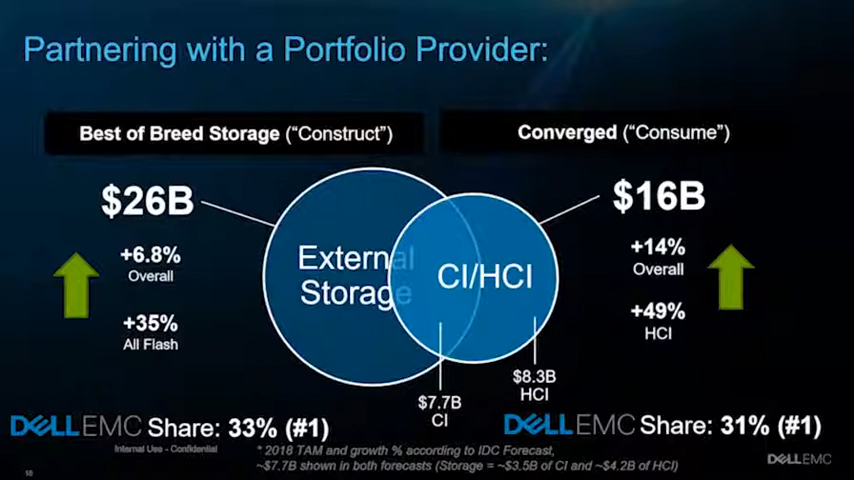 Partnering with a Portfolio Provider:
Best of Breed Storage ("Construct")
Converged ("Consume")
$26B
+6.8%
Overall
+35%
All Flash
External
Storage
CI/HCI
$16B
+14%
Overall
+49%
HCI
$7.7B
CI
$8.3B
HCI
DELLEMC Share: 33% (#1)
DELLEMC Share: 31% (#1)
Internal Use - Confidential
* 2018 TAM and growth % according to IDC Forecast,
~$7.7B shown in both forecasts (Storage = ~$3.5B of CI and ~$4.2B of HCI)
DELLEMC
18